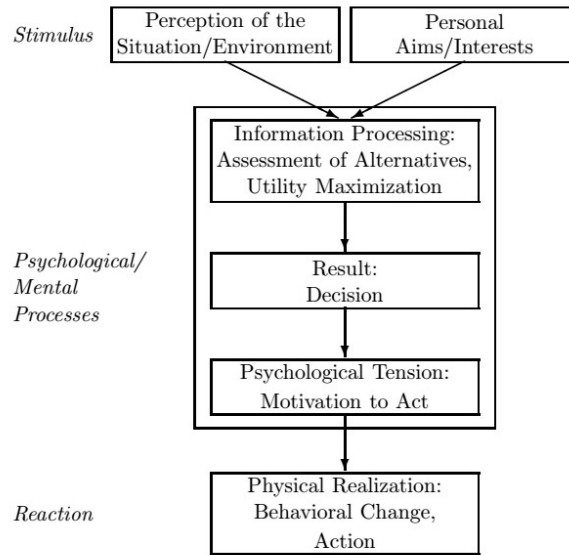 Stimulus
Perception of the
Situation/Environment
Personal
Aims/Interests
Information Processing:
Assessment of Alternatives,
Utility Maximization
Psychological/
Mental
Processes
Result:
Decision
Psychological Tension:
Motivation to Act
Reaction
Physical Realization:
Behavioral Change,
Action